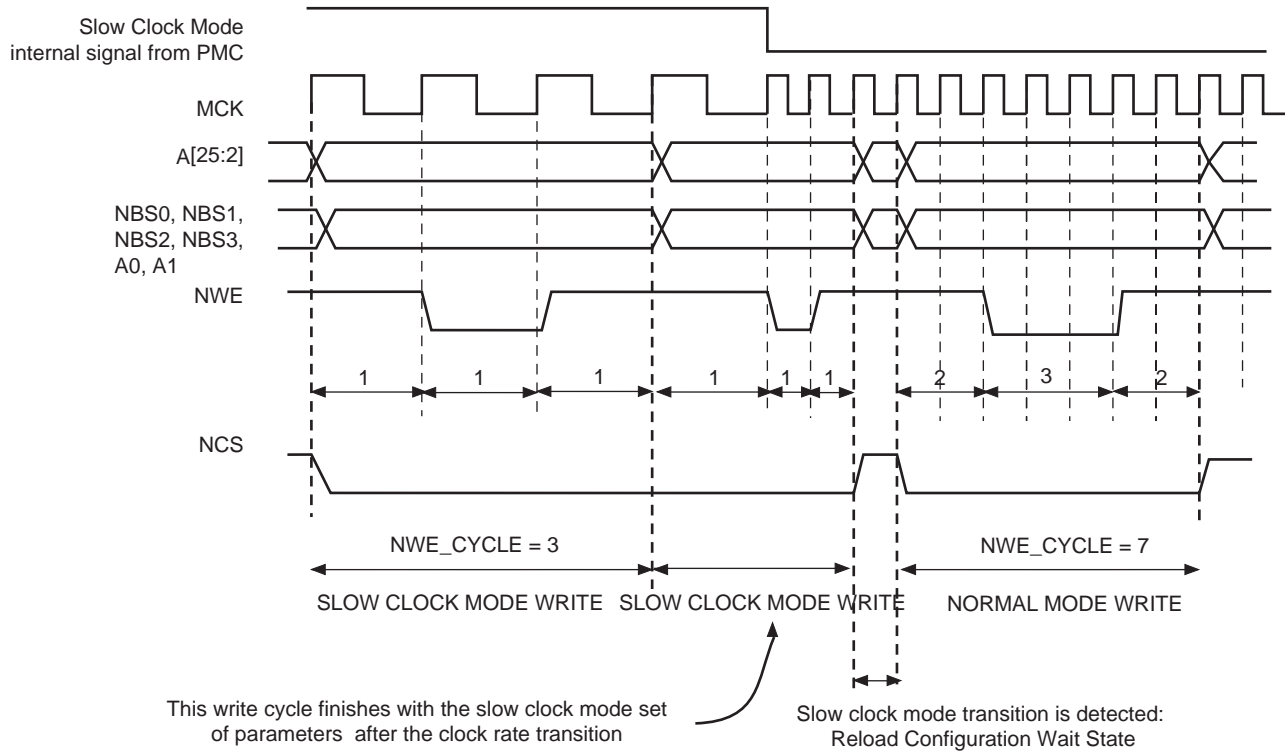 Slow Clock Mode
internal signal from PMC
MCK
A[25:2]
NBS0, NBS1,
NBS2, NBS3,
A0, A1
NWE
1 1 1 1 1 1 2 3 2
NCS
NWE_CYCLE = 3 NWE_CYCLE = 7
SLOW CLOCK MODE WRITE SLOW CLOCK MODE WRITE NORMAL MODE WRITE
This write cycle finishes with the slow clock mode set
of parameters after the clock rate transition
Slow clock mode transition is detected:
Reload Configuration Wait State